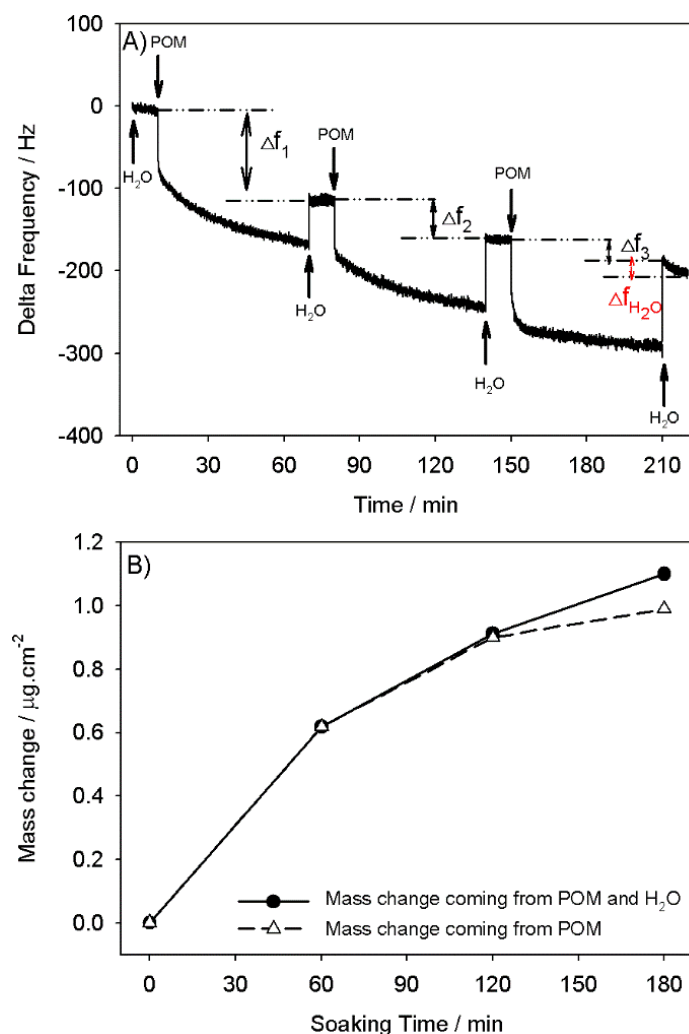 A)
POM
H₂O
Δf₁
POM
H₂O
Δf₂
POM
H₂O
Δf₃
ΔfH₂O
H₂O
100
0
-100
-200
-300
-400
Delta Frequency / Hz
0 30 60 90 120 150 180 210
Time / min
B)
1.2
1.0
0.8
0.6
0.4
0.2
0.0
Mass change / µg.cm⁻²
Mass change coming from POM and H₂O
Mass change coming from POM
0 30 60 90 120 150 180
Soaking Time / min